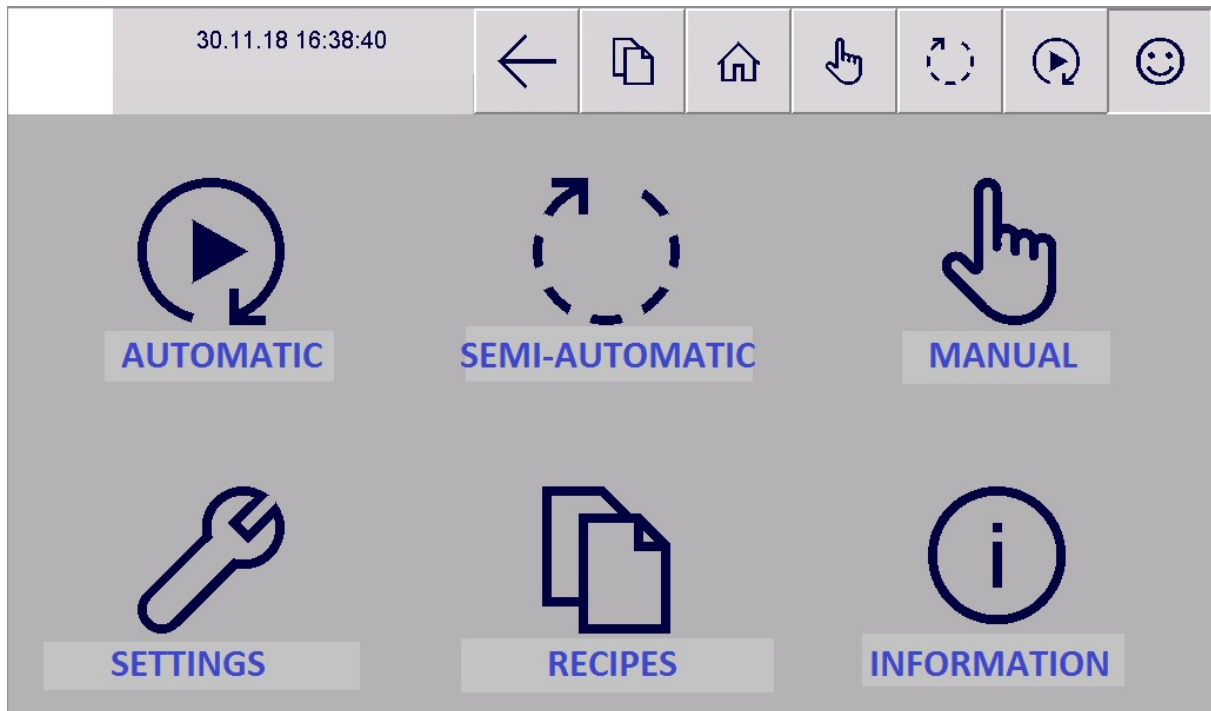 30.11.18 16:38:40
AUTOMATIC
SEMI-AUTOMATIC
MANUAL
SETTINGS
RECIPES
INFORMATION